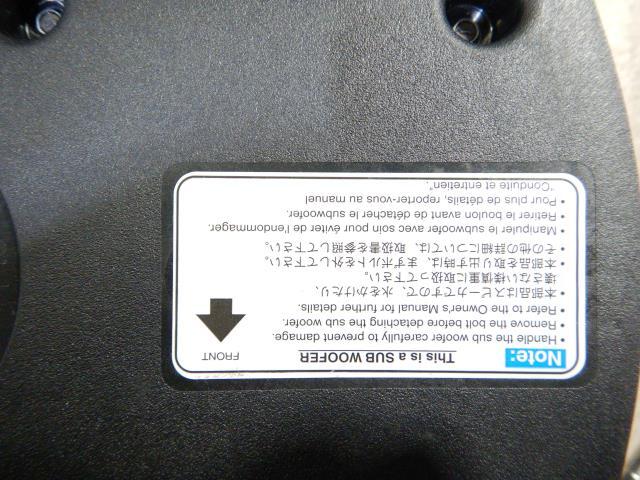 Note: This is a SUB WOOFER
• Handle the sub woofer carefully to prevent damage.
• Remove the bolt before detaching the sub woofer.
• Refer to the Owner's Manual for further details.
FRONT
• 本部品はスピーカですので、水をかけたり、
壊さない様慎重に取扱って下さい。
• 本部品を取り出す時は、まずボルトを外して下さい。
• その他の詳細については、取扱書を参照して下さい。
• Manipuler le subwoofer avec soin pour éviter de l'endommager.
• Retirer le boulon avant de détacher le subwoofer.
• Pour plus de détails, reporter-vous au manuel
"Conduite et entretien".